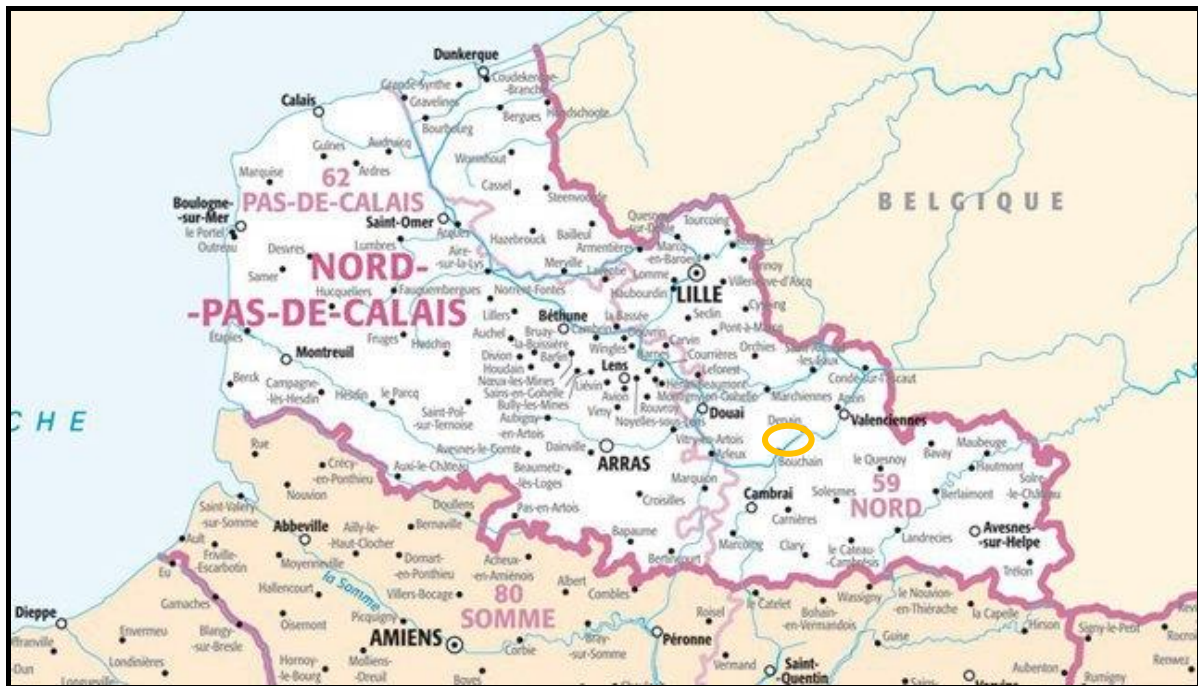 Dunkerque
Coudekerque-
-Branche
Grande-Synthe
Gravelines
Calais
Bourbourg
Bergues
Hondschoote
Guînes
Audruicq
Ardres
Wormhout
Marquise
62
PAS-DE-CALAIS
Cassel
Steenvoorde
Boulogne-
-sur-Mer
le Portel
Outreau
Saint-Omer
Arques
Quesnoy-
-sur-Deûle
Tourcoing
BELGIQUE
Bailleul
Hazebrouck
Armentières
Marcq-
-en-Barœul
Roubaix
Lannoy
Desvres
Lumbres
Aire-
-sur-la-Lys
Merville
Laventie
Lomme
Villeneuve-d'Ascq
Samer
NORD-
-PAS-DE-CALAIS
Hucqueliers
Fauquembergues
Norrent-Fontes
Haubourdin
LILLE
Cysoing
Lillers
Béthune
la Bassée
Seclin
Pont-à-Marcq
Étaples
Fruges
Heuchin
Auchel
Bruay-
-la-Buissière
Cambrin
Douvrin
Carvin
Orchies
Montreuil
Divion
Barlin
Wingles
Harnes
Courrières
Leforest
Houdain
Lens
Condé-sur-l'Escaut
Berck
Campagne-
-lès-Hesdin
Hesdin
le Parcq
Nœux-les-Mines
Sains-en-Gohelle
Bully-les-Mines
Liévin
Avion
Hénin-Beaumont
Montigny-en-Gohelle
Marchiennes
Anzin
Saint-Pol-
-sur-Ternoise
Aubigny-
-en-Artois
Vimy
Rouvroy
Noyelles-sous-Lens
Douai
Denain
Valenciennes
CHE
Avesnes-le-Comte
Dainville
ARRAS
Vitry-en-Artois
Arleux
Bouchain
le Quesnoy
Bavay
Maubeuge
Hautmont
Rue
Crécy-
-en-Ponthieu
Auxi-le-Château
Beaumetz-
-lès-Loges
Marquion
59
NORD
Solre-
-le-Château
Nouvion
Croisilles
Cambrai
Solesmes
Berlaimont
Saint-Valery-
-sur-Somme
Doullens
Pas-en-Artois
Carnières
Abbeville
Ailly-le-
-Haut-Clocher
Bernaville
Bapaume
Marcoing
Clary
le Cateau-
-Cambrésis
Landrecies
Avesnes-
-sur-Helpe
Ault
Friville-
-Escarbotin
Moyenneville
Domart-
-en-Ponthieu
Acheux-
-en-Amiénois
Bertincourt
Trélon
Eu
Hallencourt
la Somme
Villers-Bocage
80
SOMME
Albert
Combles
Wassigny
le Nouvion-
-en-Thiérache
Gamaches
Roisel
le Catelet
Bohain-
-en-Vermandois
la Capelle
Dieppe
Oisemont
Picquigny
Hirson
Signy-le-Petit
Rocroi
Envermeu
Blangy-
-sur-Bresle
AMIENS
Corbie
Bray-
-sur-Somme
Péronne
Guise
Londinières
Hornoy-
-le-Bourg
Molliens-
-Dreuil
Vermand
Saint-
-Quentin
Aubenton
Renwez
Rumigny
Boves